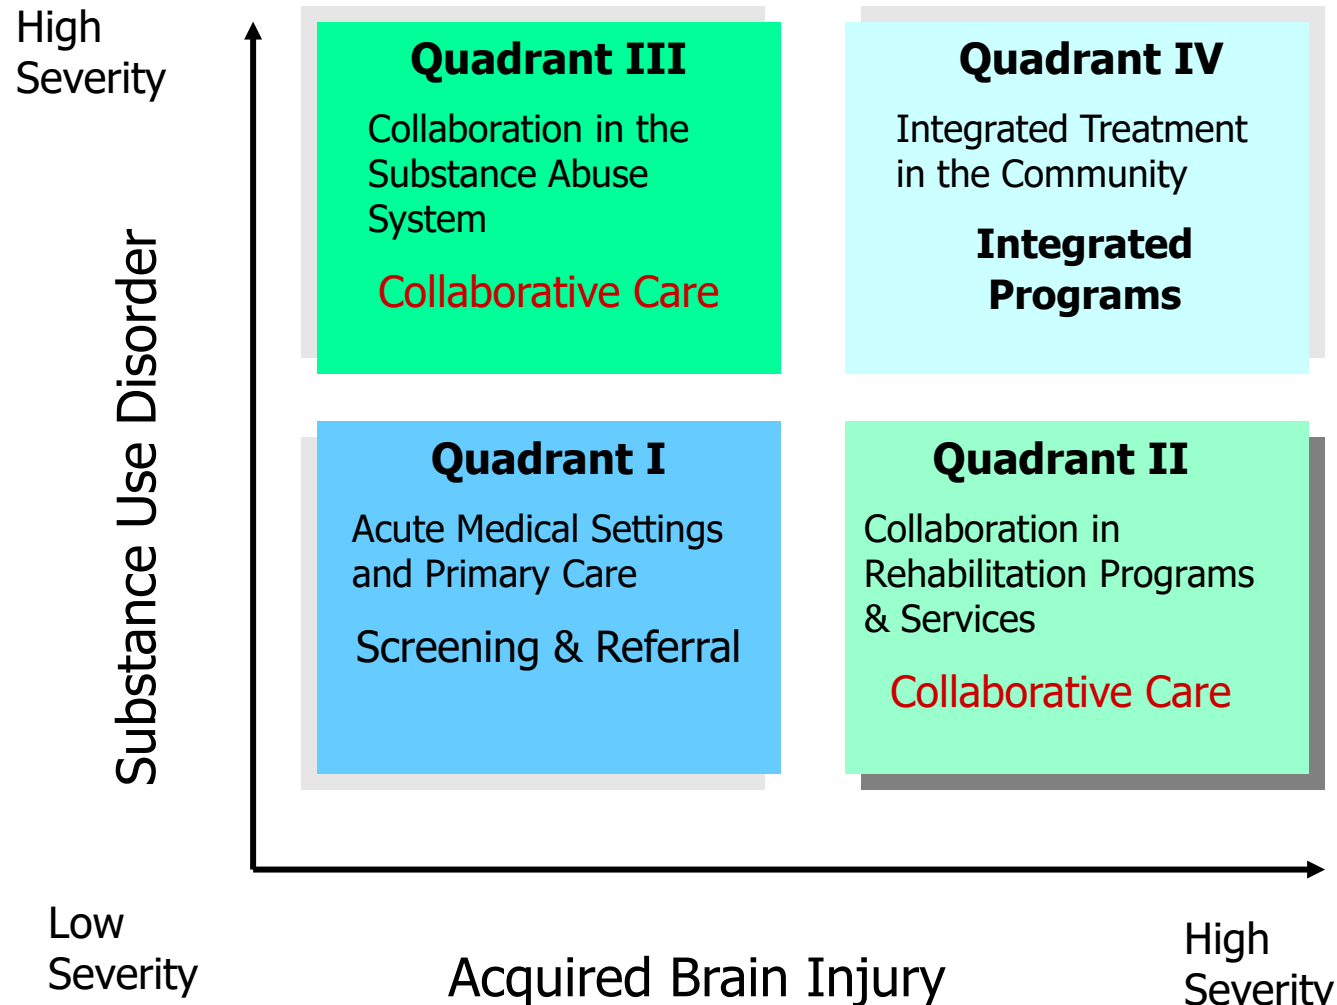 High
Severity
Quadrant III
Collaboration in the
Substance Abuse
System
Collaborative Care
Quadrant IV
Integrated Treatment
in the Community
Integrated
Programs
Substance Use Disorder
Quadrant I
Acute Medical Settings
and Primary Care
Screening & Referral
Quadrant II
Collaboration in
Rehabilitation Programs
& Services
Collaborative Care
Low
Severity
Acquired Brain Injury
High
Severity